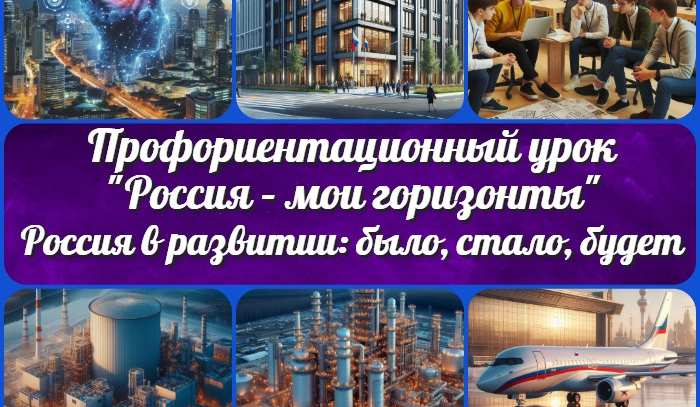 Профориентационный урок
"Россия – мои горизонты"
Россия в развитии: было, стало, будет